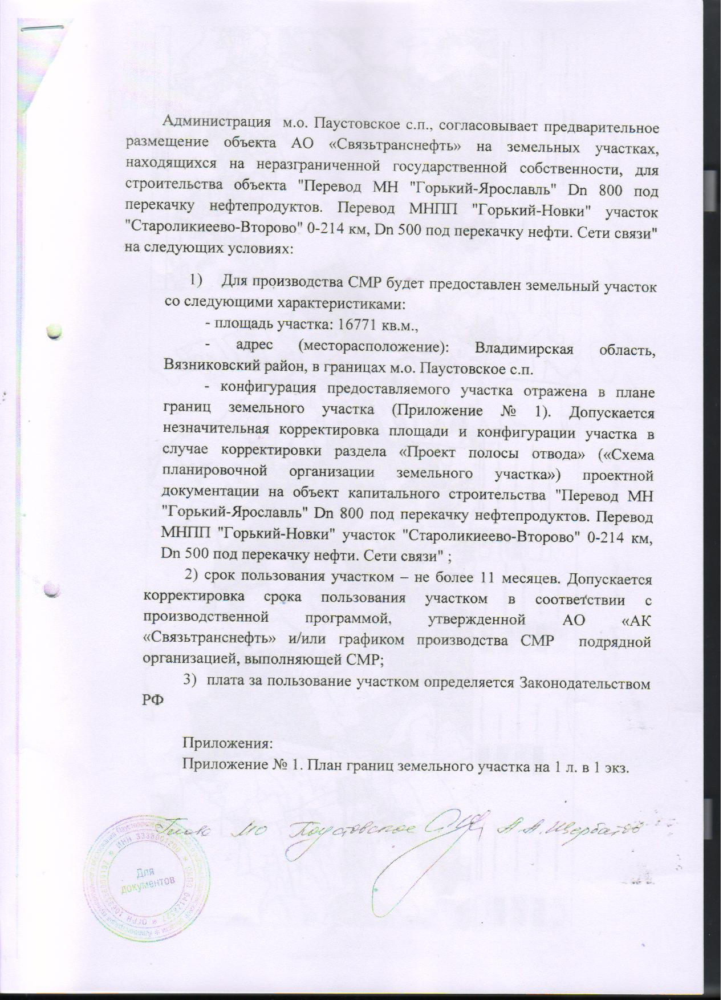 Администрация м.о. Паустовское с.п., согласовывает предварительное
размещение объекта АО «Связьтранснефть» на земельных участках,
находящихся на неразграниченной государственной собственности, для
строительства объекта "Перевод МН "Горький-Ярославль" Dn 800 под
перекачку нефтепродуктов. Перевод МНПП "Горький-Новки" участок
"Староликиеево-Второво" 0-214 км, Dn 500 под перекачку нефти. Сети связи"
на следующих условиях:
1) Для производства СМР будет предоставлен земельный участок
со следующими характеристиками:
- площадь участка: 16771 кв.м.,
- адрес (месторасположение): Владимирская область,
Вязниковский район, в границах м.о. Паустовское с.п.
- конфигурация предоставляемого участка отражена в плане
границ земельного участка (Приложение № 1). Допускается
незначительная корректировка площади и конфигурации участка в
случае корректировки раздела «Проект полосы отвода» («Схема
планировочной организации земельного участка») проектной
документации на объект капитального строительства "Перевод МН
"Горький-Ярославль" Dn 800 под перекачку нефтепродуктов. Перевод
МНПП "Горький-Новки" участок "Староликиеево-Второво" 0-214 км,
Dn 500 под перекачку нефти. Сети связи" ;
2) срок пользования участком – не более 11 месяцев. Допускается
корректировка срока пользования участком в соответствии с
производственной программой, утвержденной АО «АК
«Связьтранснефть» и/или графиком производства СМР подрядной
организацией, выполняющей СМР;
3) плата за пользование участком определяется Законодательством
РФ
Приложения:
Приложение № 1. План границ земельного участка на 1 л. в 1 экз.
Глава МО Паустовское А.А. Щербатов
ИНН 3338001200
Для
документов